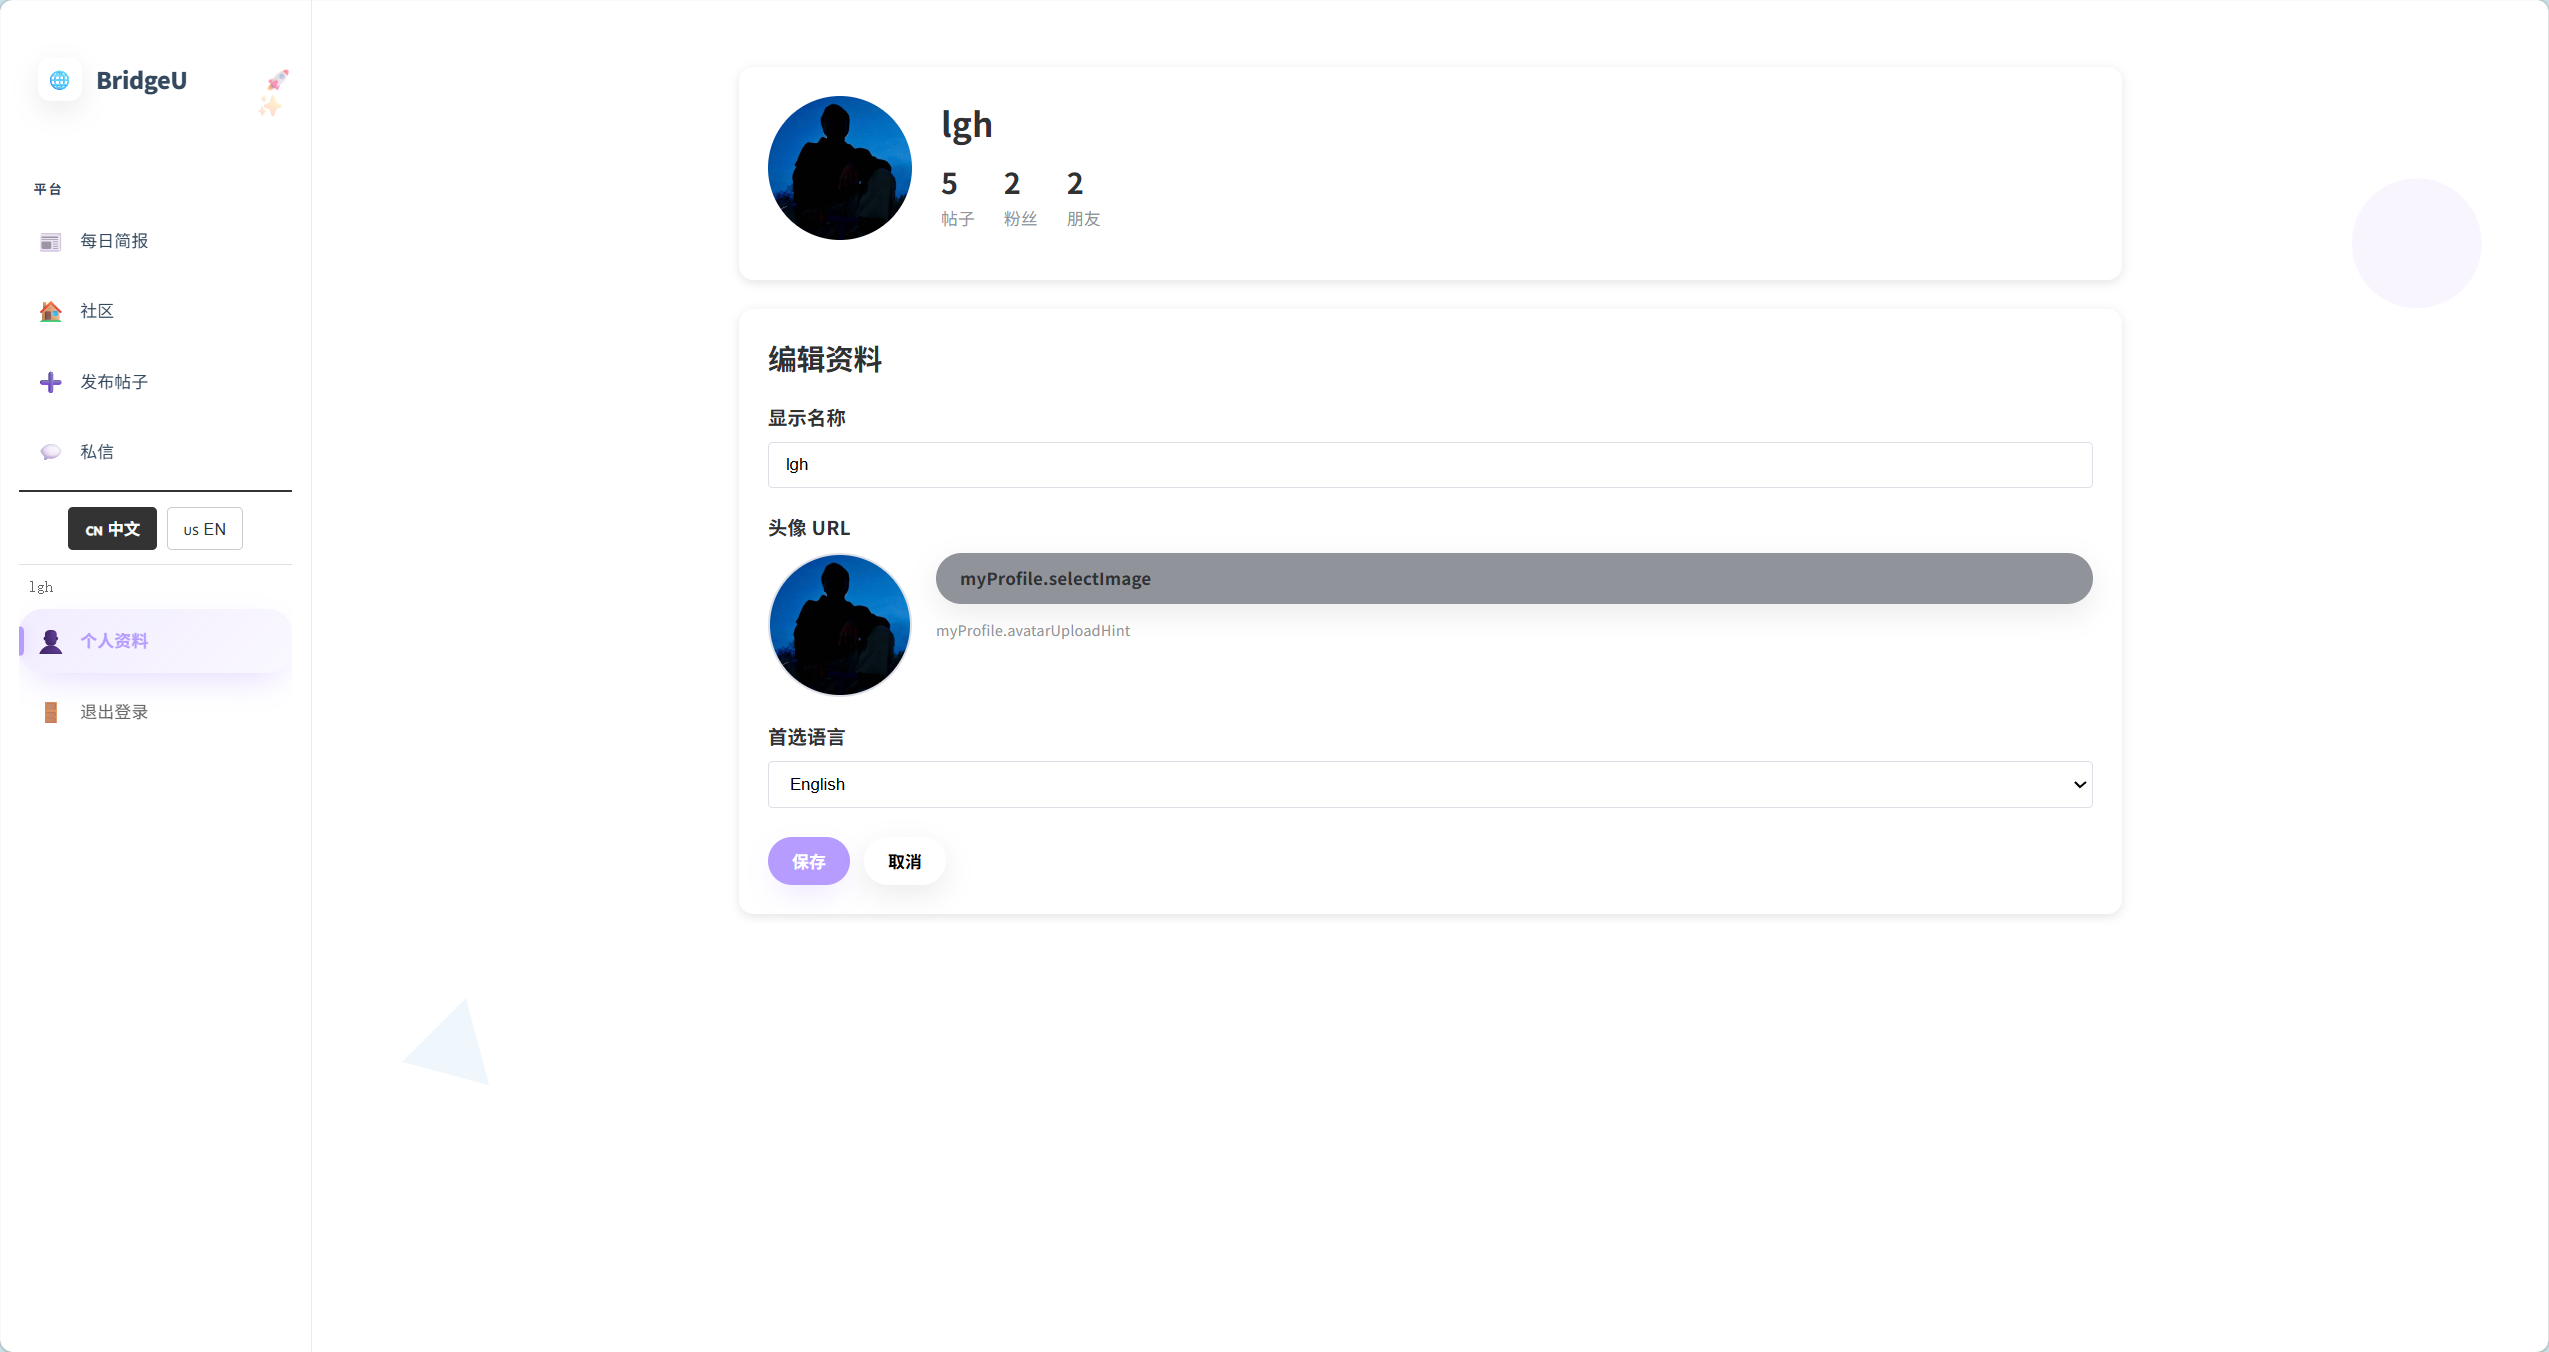 BridgeU
平台
每日简报
社区
发布帖子
私信
CN 中文
us EN
lgh
个人资料
退出登录
lgh
5 2 2
帖子 粉丝 朋友
编辑资料
显示名称
lgh
头像 URL
myProfile.selectImage
myProfile.avatarUploadHint
首选语言
English
保存 取消